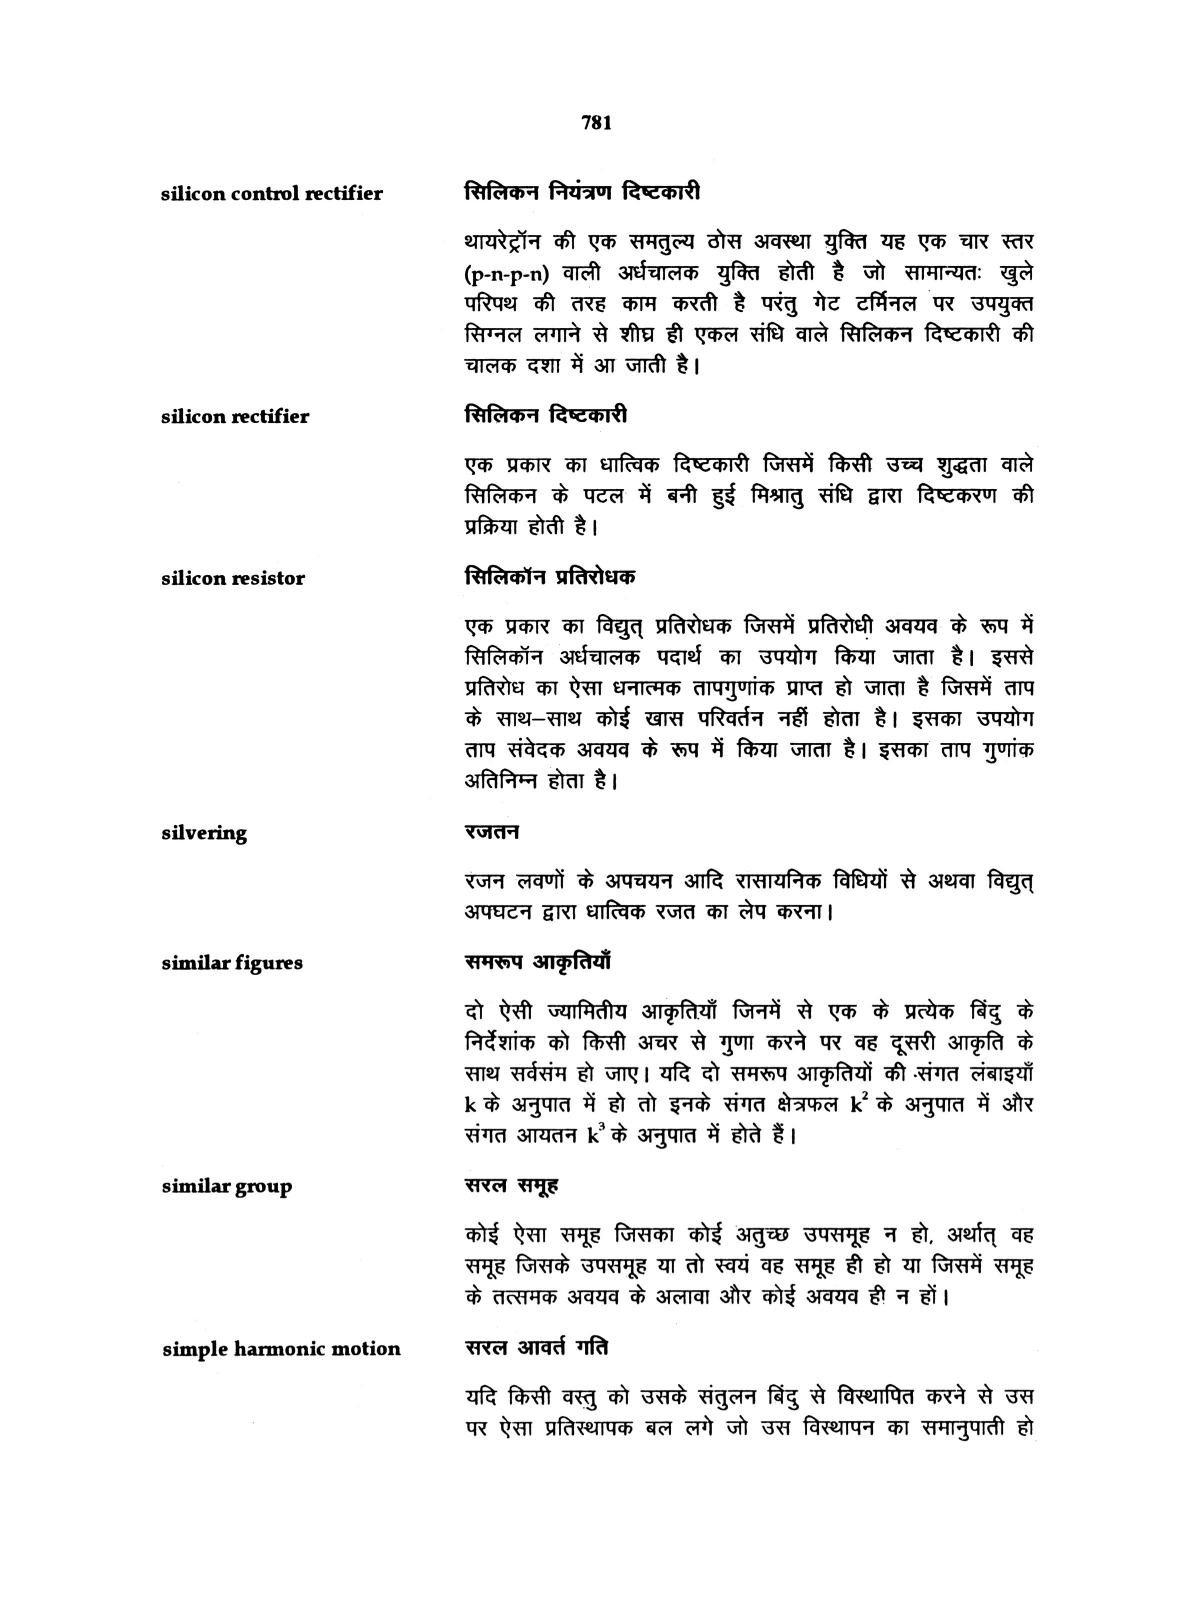 781
silicon control rectifier सिलिकन नियंत्रण दिष्टकारी
थायरेट्रॉन की एक समतुल्य ठोस अवस्था युक्ति यह एक चार स्तर
(p-n-p-n) वाली अर्धचालक युक्ति होती है जो सामान्यतः खुले
परिपथ की तरह काम करती है परंतु गेट टर्मिनल पर उपयुक्त
सिग्नल लगाने से शीघ्र ही एकल संधि वाले सिलिकन दिष्टकारी की
चालक दशा में आ जाती है।
silicon rectifier सिलिकन दिष्टकारी
एक प्रकार का धात्विक दिष्टकारी जिसमें किसी उच्च शुद्धता वाले
सिलिकन के पटल में बनी हुई मिश्रातु संधि द्वारा दिष्टकरण की
प्रक्रिया होती है।
silicon resistor सिलिकॉन प्रतिरोधक
एक प्रकार का विद्युत् प्रतिरोधक जिसमें प्रतिरोधी अवयव के रूप में
सिलिकॉन अर्धचालक पदार्थ का उपयोग किया जाता है। इससे
प्रतिरोध का ऐसा धनात्मक तापगुणांक प्राप्त हो जाता है जिसमें ताप
के साथ–साथ कोई खास परिवर्तन नहीं होता है। इसका उपयोग
ताप संवेदक अवयव के रूप में किया जाता है। इसका ताप गुणांक
अतिनिम्न होता है।
silvering रजतन
रजन लवणों के अपचयन आदि रासायनिक विधियों से अथवा विद्युत्
अपघटन द्वारा धात्विक रजत का लेप करना।
similar figures समरूप आकृतियाँ
दो ऐसी ज्यामितीय आकृतियाँ जिनमें से एक के प्रत्येक बिंदु के
निर्देशांक को किसी अचर से गुणा करने पर वह दूसरी आकृति के
साथ सर्वसंम हो जाए। यदि दो समरूप आकृतियों की संगत लंबाइयाँ
k के अनुपात में हो तो इनके संगत क्षेत्रफल k² के अनुपात में और
संगत आयतन k³ के अनुपात में होते हैं।
similar group सरल समूह
कोई ऐसा समूह जिसका कोई अतुच्छ उपसमूह न हो, अर्थात् वह
समूह जिसके उपसमूह या तो स्वयं वह समूह ही हो या जिसमें समूह
के तत्समक अवयव के अलावा और कोई अवयव ही न हों।
simple harmonic motion सरल आवर्त गति
यदि किसी वस्तु को उसके संतुलन बिंदु से विस्थापित करने से उस
पर ऐसा प्रतिस्थापक बल लगे जो उस विस्थापन का समानुपाती हो